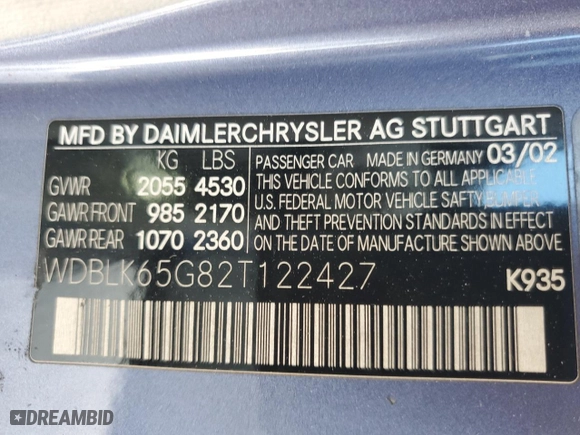 MFD BY DAIMLERCHRYSLER AG STUTTGART
KG LBS
GVWR 2055 4530
GAWR FRONT 985 2170
GAWR REAR 1070 2360
PASSENGER CAR MADE IN GERMANY 03/02
THIS VEHICLE CONFORMS TO ALL APPLICABLE
U.S. FEDERAL MOTOR VEHICLE SAFTY,BUMPER
AND THEFT PREVENTION STANDARDS IN
EFFECT ON THE DATE OF MANUFACTURE
SHOWN ABOVE.
WDBLK65G82T122427
K935
DREAMBID